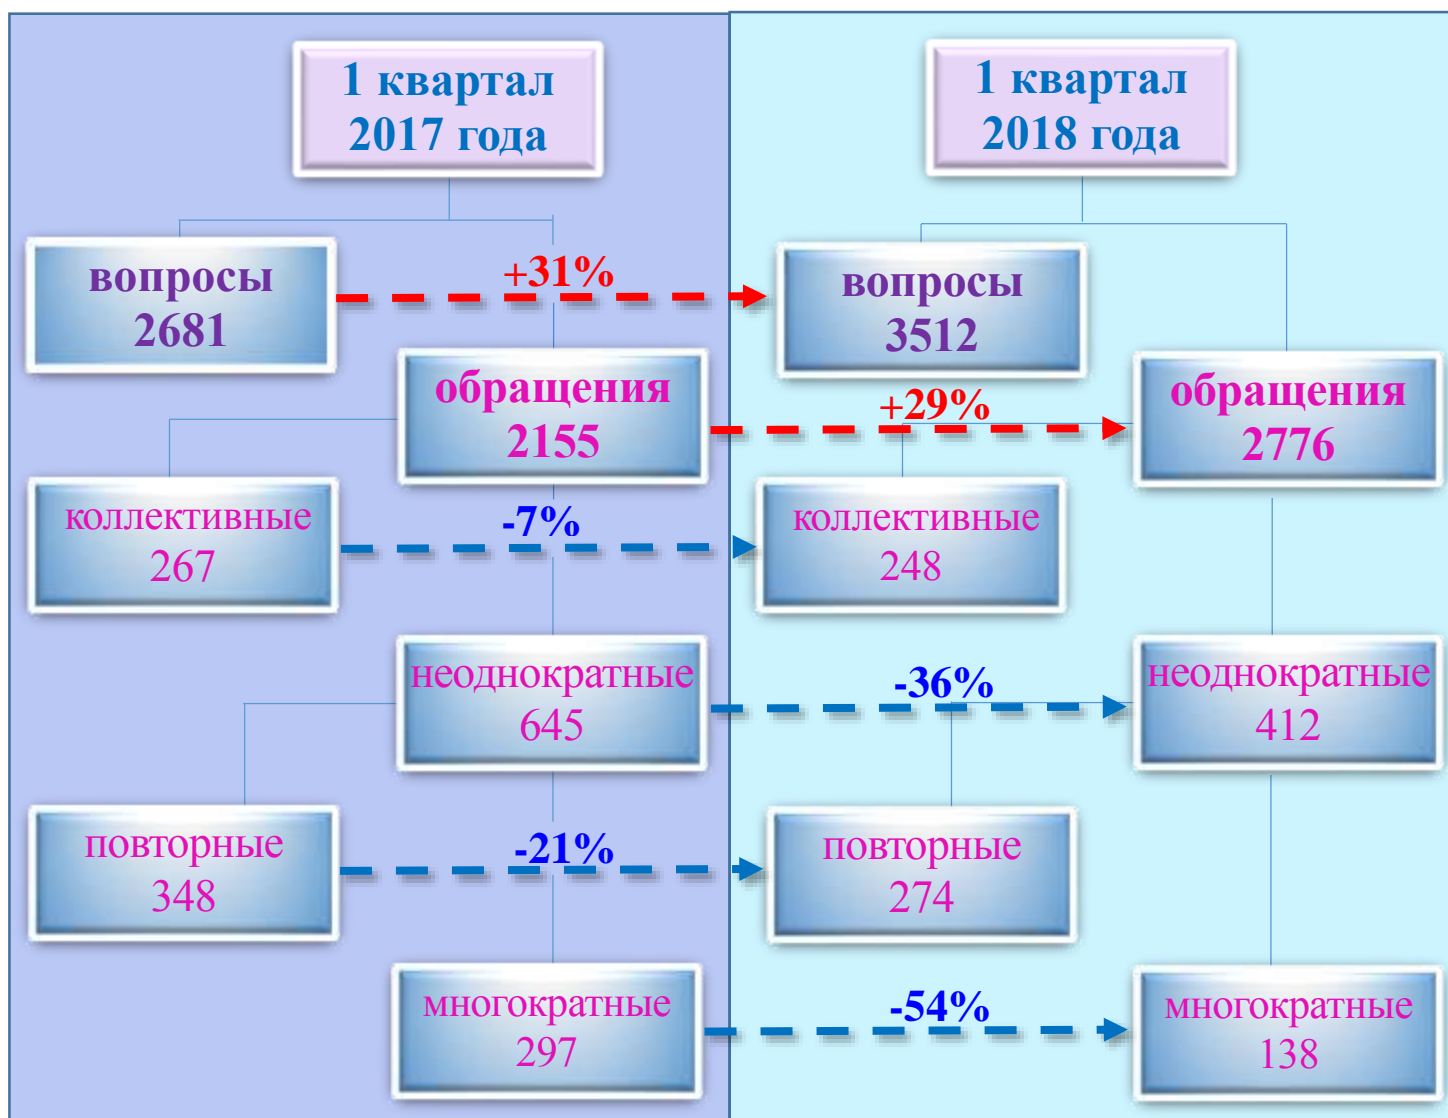 1 квартал
2017 года
1 квартал
2018 года
вопросы
2681
+31%
вопросы
3512
обращения
2155
+29%
обращения
2776
коллективные
267
-7%
коллективные
248
неоднократные
645
-36%
неоднократные
412
повторные
348
-21%
повторные
274
многократные
297
-54%
многократные
138